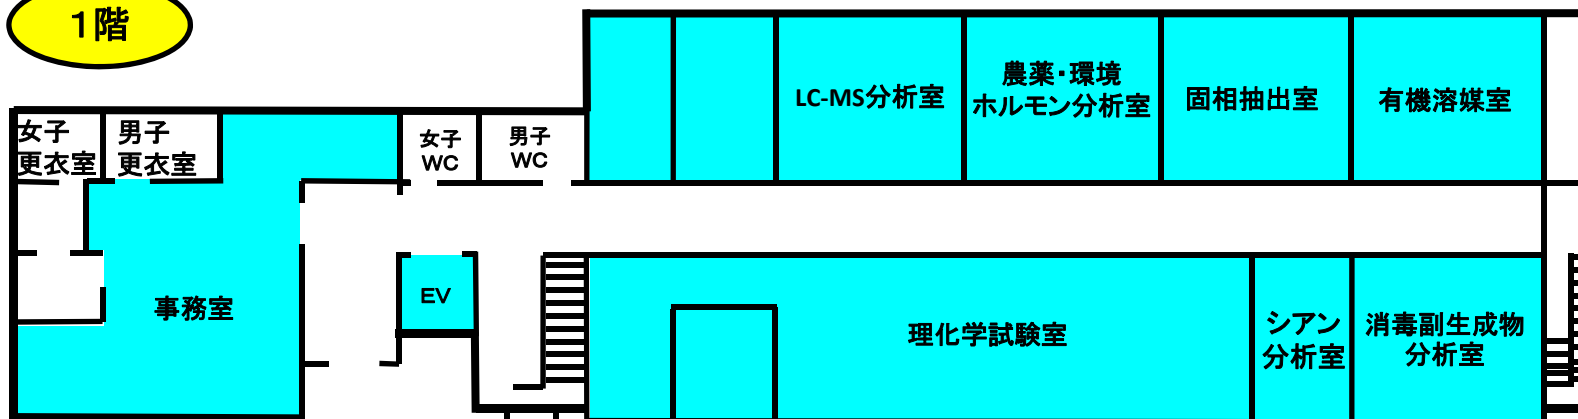 1階
LC-MS分析室
農薬・環境
ホルモン分析室
固相抽出室
有機溶媒室
女子
更衣室
男子
更衣室
女子
WC
男子
WC
事務室
EV
理化学試験室
シアン
分析室
消毒副生成物
分析室